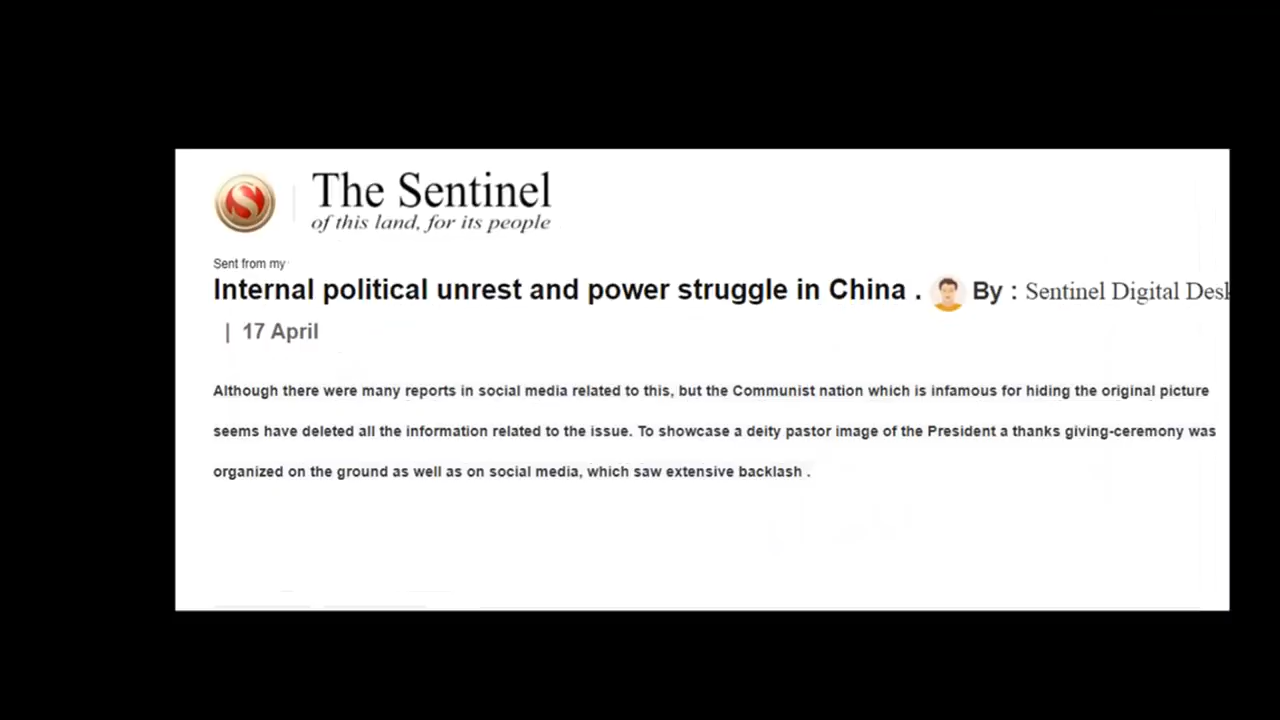 The Sentinel
of this land, for its people
Sent from my
Internal political unrest and power struggle in China . By : Sentinel Digital Desk
| 17 April
Although there were many reports in social media related to this, but the Communist nation which is infamous for hiding the original picture
seems have deleted all the information related to the issue. To showcase a deity pastor image of the President a thanks giving-ceremony was
organized on the ground as well as on social media, which saw extensive backlash .